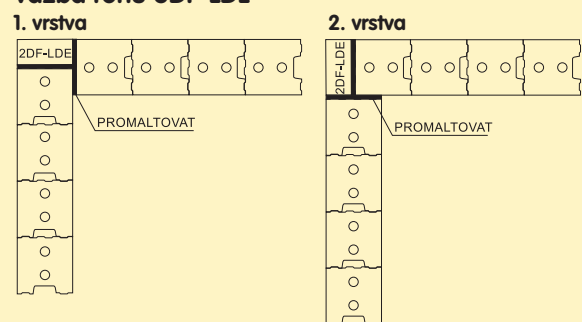 1. vrstva
2. vrstva
2DF-LDE
PROMALTOVAT
2DF-LDE
PROMALTOVAT